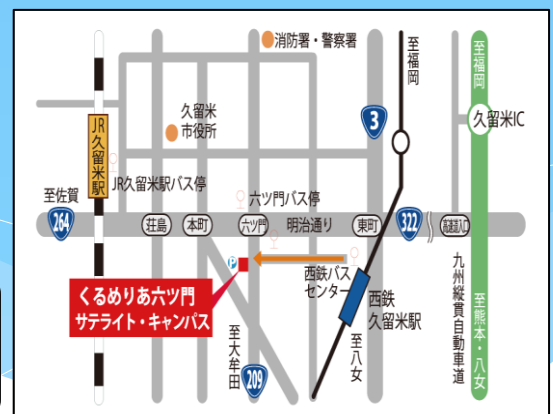 消防署・警察署
至福岡
至福岡
3
久留米
市役所
久留米IC
JR久留米駅
JR久留米駅バス停
六ツ門バス停
至佐賀
264
荘島
本町
六ツ門
明治通り
東町
322
高速道入口
P
くるめりあ六ツ門
サテライト・キャンパス
西鉄バス
センター
西鉄
久留米駅
至大牟田
209
至八女
九州縦貫自動車道
至熊本・八女